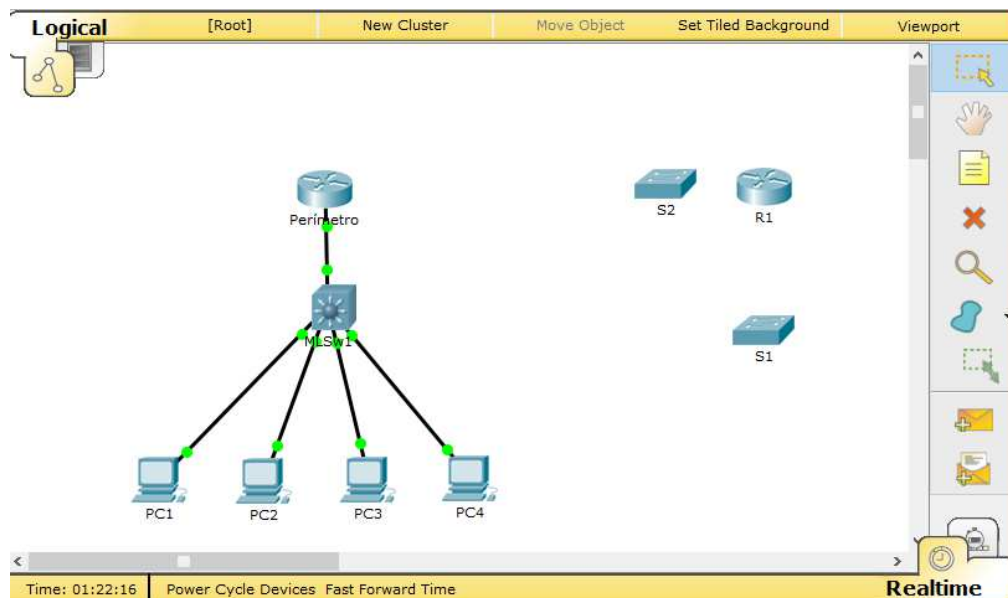 Logical [Root] New Cluster Move Object Set Tiled Background Viewport
Perímetro
S2
R1
MLSw1
S1
PC1 PC2 PC3 PC4
Time: 01:22:16 Power Cycle Devices Fast Forward Time Realtime